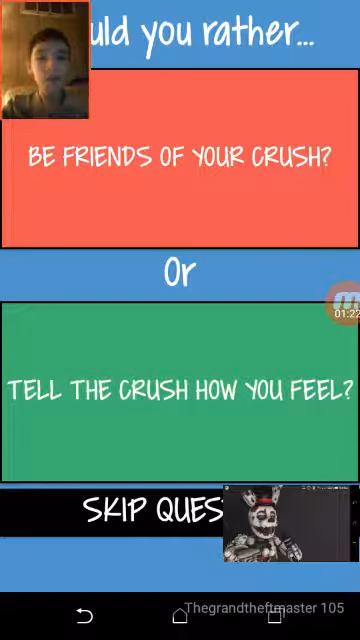 uld you rather...
BE FRIENDS OF YOUR CRUSH?
Or
TELL THE CRUSH HOW YOU FEEL?
SKIP QUES
01:22
Thegrandtheftmaster 105